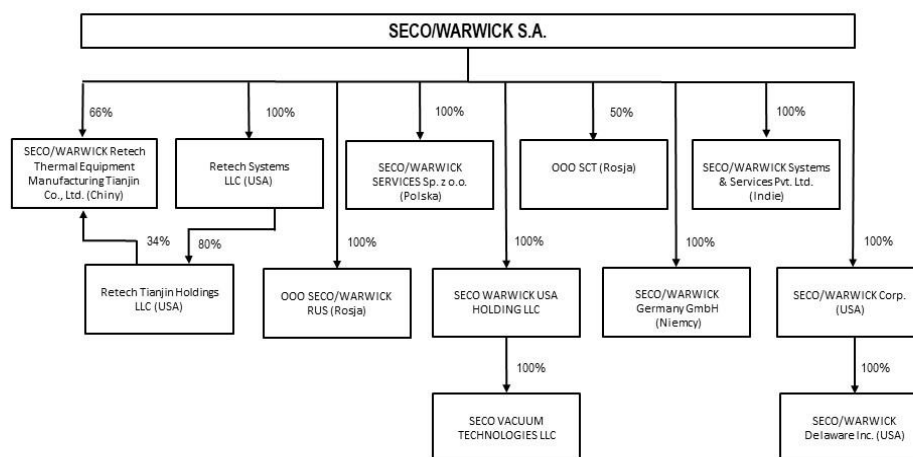 SECO/WARWICK S.A.
66%
100%
100%
50%
100%
SECO/WARWICK Retech
Thermal Equipment
Manufacturing Tianjin
Co., Ltd. (Chiny)
Retech Systems
LLC (USA)
SECO/WARWICK
SERVICES Sp. z o.o.
(Polska)
OOO SCT (Rosja)
SECO/WARWICK Systems
& Services Pvt. Ltd.
(Indie)
34%
80%
100%
100%
100%
100%
Retech Tianjin Holdings
LLC (USA)
OOO SECO/WARWICK
RUS (Rosja)
SECO WARWICK USA
HOLDING LLC
SECO/WARWICK
Germany GmbH
(Niemcy)
SECO/WARWICK Corp.
(USA)
100%
100%
SECO VACUUM
TECHNOLOGIES LLC
SECO/WARWICK
Delaware Inc. (USA)